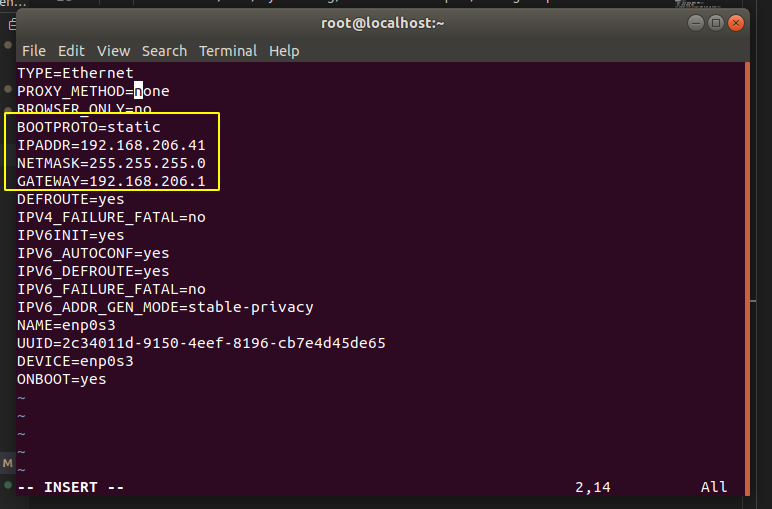 root@localhost:~
File Edit View Search Terminal Help
TYPE=Ethernet
PROXY_METHOD=none
BROWSER_ONLY=no
BOOTPROTO=static
IPADDR=192.168.206.41
NETMASK=255.255.255.0
GATEWAY=192.168.206.1
DEFROUTE=yes
IPV4_FAILURE_FATAL=no
IPV6INIT=yes
IPV6_AUTOCONF=yes
IPV6_DEFROUTE=yes
IPV6_FAILURE_FATAL=no
IPV6_ADDR_GEN_MODE=stable-privacy
NAME=enp0s3
UUID=2c34011d-9150-4eef-8196-cb7e4d45de65
DEVICE=enp0s3
ONBOOT=yes
~
~
~
~
~
M
-- INSERT -- 2,14 All